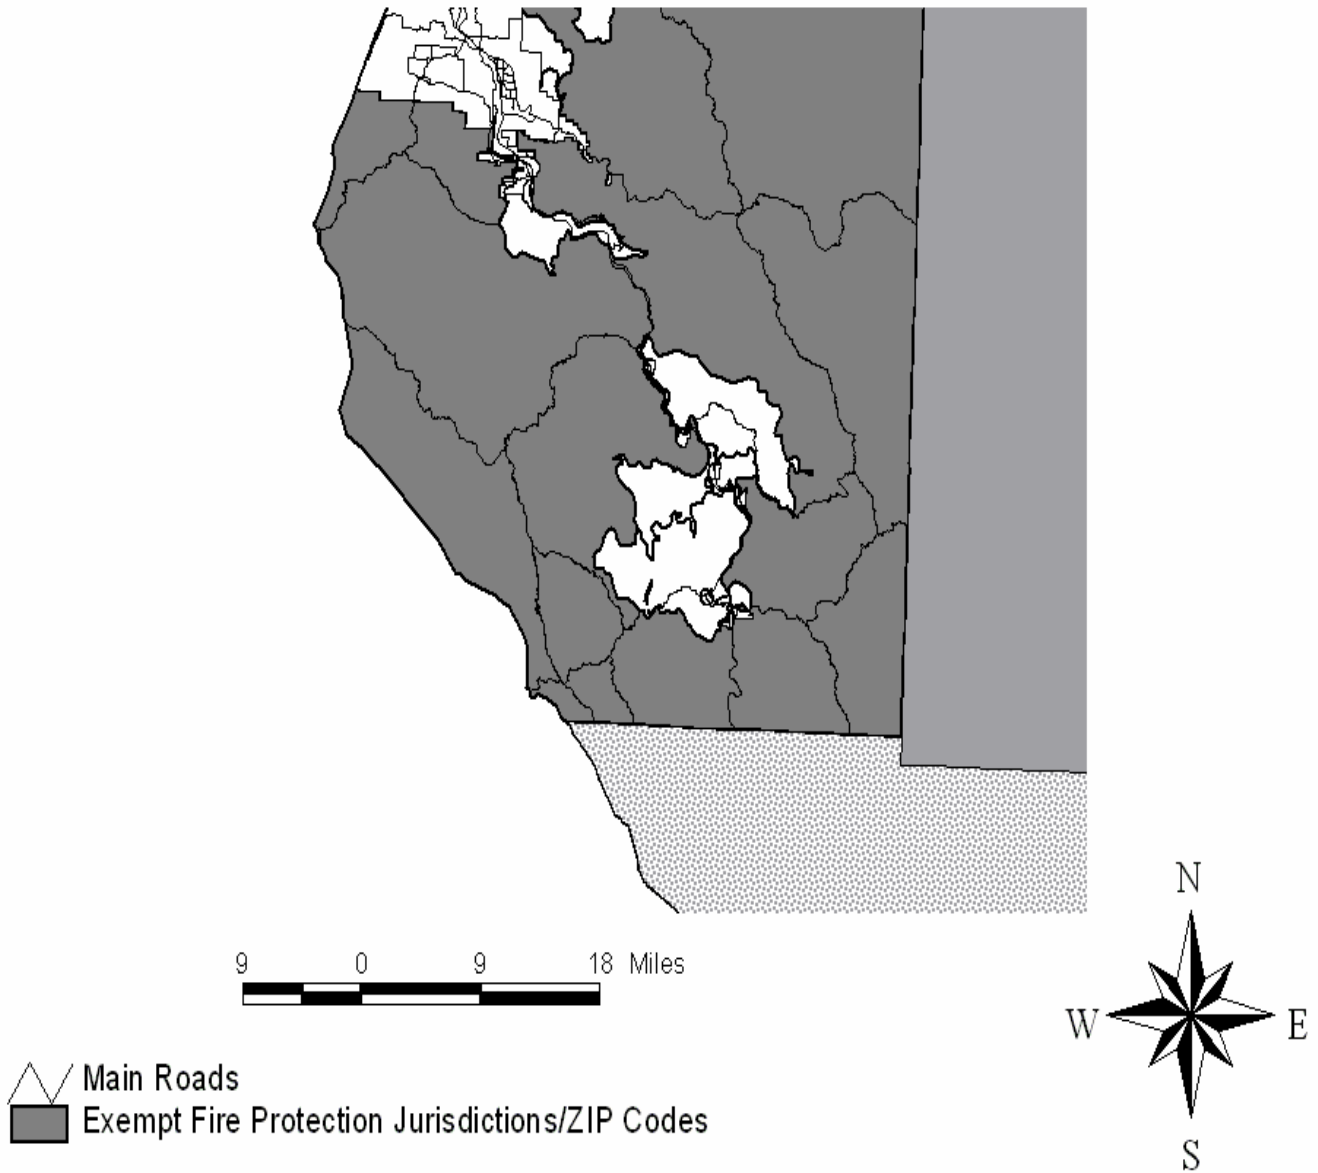 N
W E
S
9 0 9 18 Miles
Main Roads
Exempt Fire Protection Jurisdictions/ZIP Codes